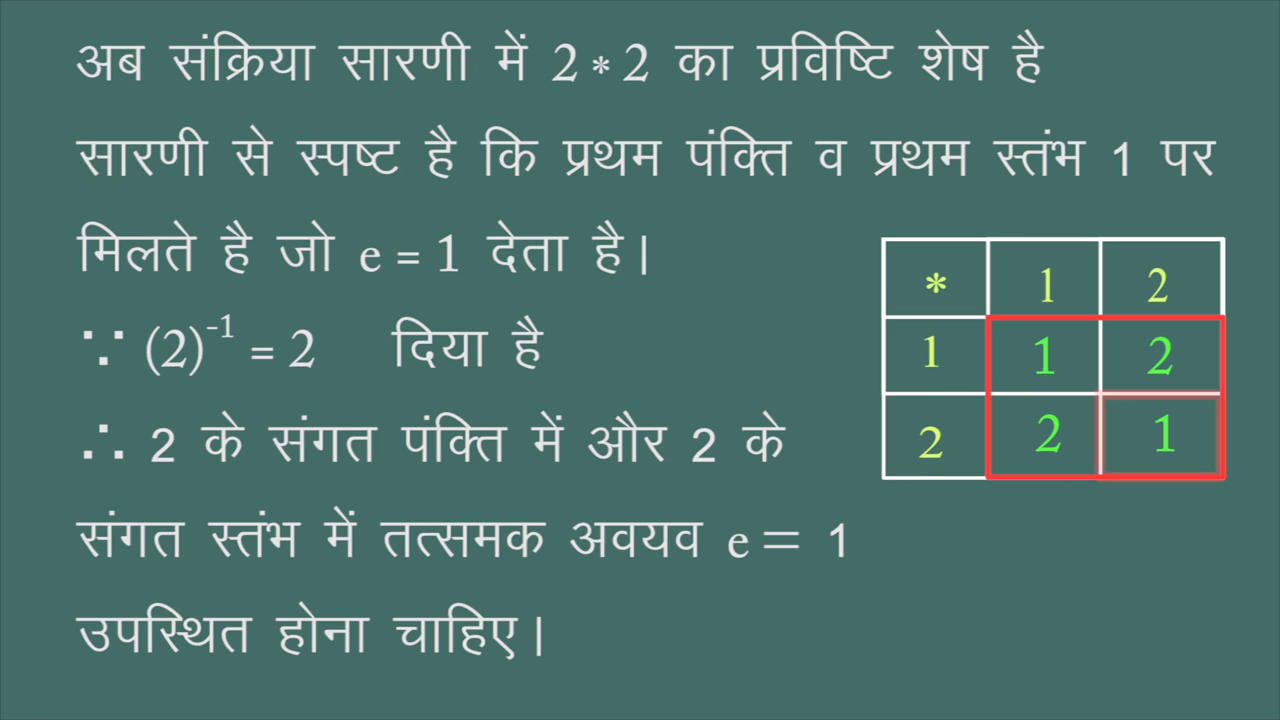 अब संक्रिया सारणी में 2 * 2 का प्रविष्टि शेष है
सारणी से स्पष्ट है कि प्रथम पंक्ति व प्रथम स्तंभ 1 पर
मिलते है जो e = 1 देता है।
∵ (2)⁻¹ = 2 दिया है
∴ 2 के संगत पंक्ति में और 2 के
संगत स्तंभ में तत्समक अवयव e = 1
उपस्थित होना चाहिए।
* 1 2
1 1 2
2 2 1